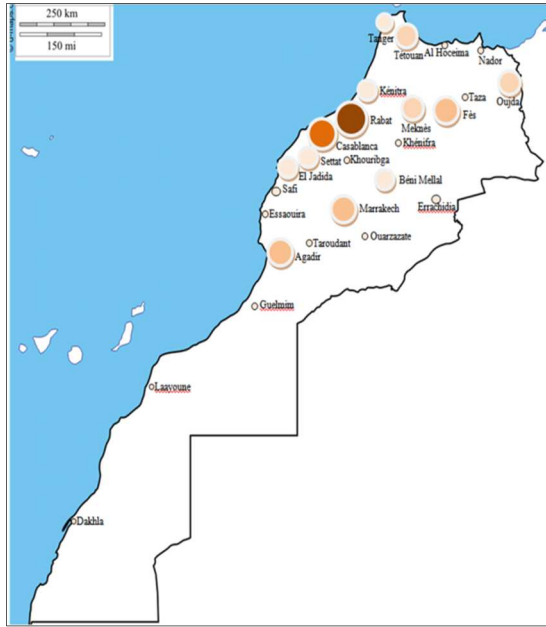 250 km
150 mi
Tanger
Tétouan
Al Hoceima
Nador
Kénitra
Taza
Oujda
Rabat
Meknès
Fès
Casablanca
Khénifra
Settat
Khouribga
El Jadida
Béni Mellal
Safi
Errachidia
Essaouira
Marrakech
Taroudant
Ouarzazate
Agadir
Guelmim
Laayoune
Dakhla